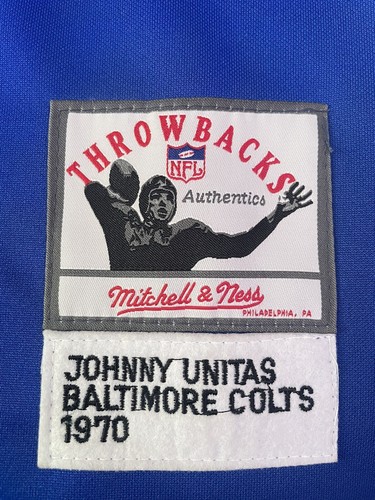 THROWBACKS
NFL
Authentics
Mitchell & Ness
PHILADELPHIA, PA
JOHNNY UNITAS
BALTIMORE COLTS
1970